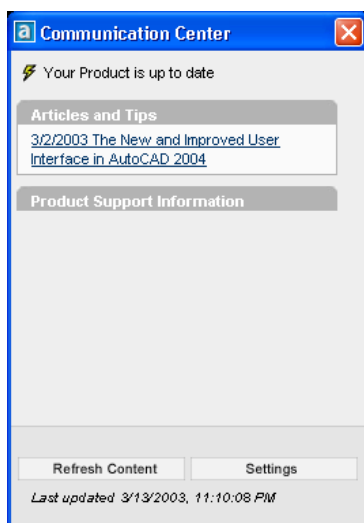 a Communication Center
Your Product is up to date
Articles and Tips
3/2/2003 The New and Improved User
Interface in AutoCAD 2004
Product Support Information
Refresh Content Settings
Last updated 3/13/2003, 11:10:08 PM